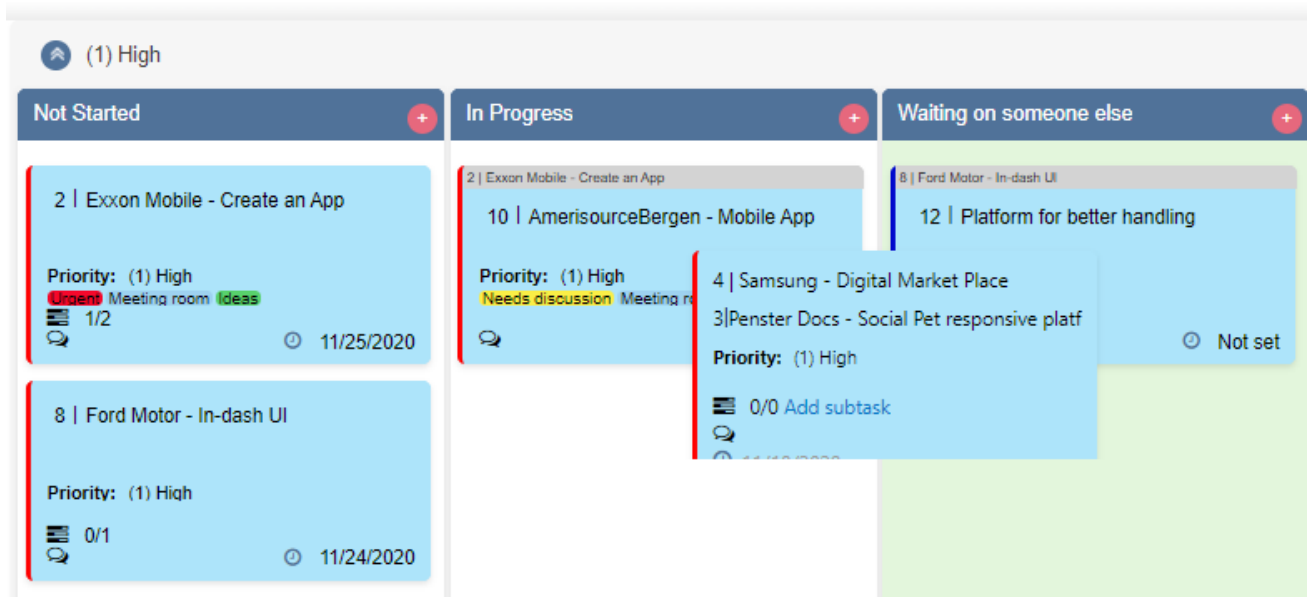 (1) High
Not Started
+
In Progress
+
Waiting on someone else
+
2 | Exxon Mobile - Create an App
Priority: (1) High
Urgent Meeting room Ideas
1/2
11/25/2020
8 | Ford Motor - In-dash UI
Priority: (1) High
0/1
11/24/2020
2 | Exxon Mobile - Create an App
10 | AmerisourceBergen - Mobile App
Priority: (1) High
Needs discussion Meeting
8 | Ford Motor - In-dash UI
12 | Platform for better handling
Not set
4 | Samsung - Digital Market Place
3|Penster Docs - Social Pet responsive platf
Priority: (1) High
0/0 Add subtask